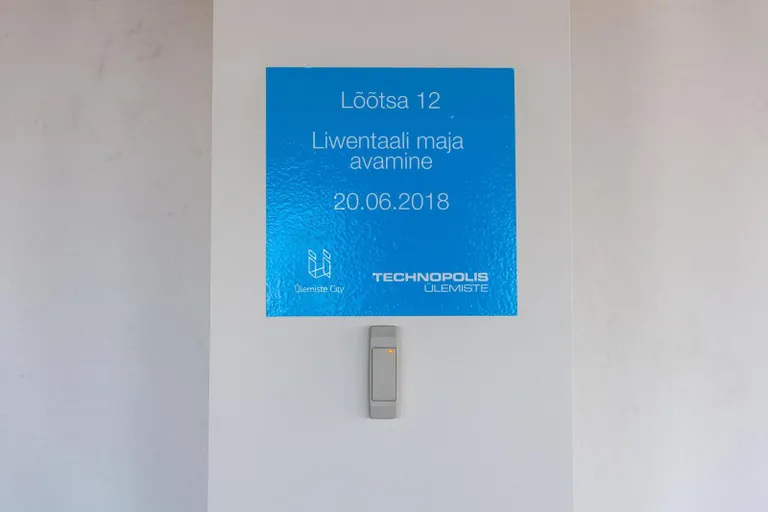 Lõõtsa 12
Liwentaali maja
avamine
20.06.2018
Ülemiste City
TECHNOPOLIS
ÜLEMISTE